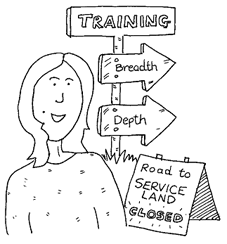 TRAINING
Breadth
Depth
Road to
SERVICE
LAND
CLOSED